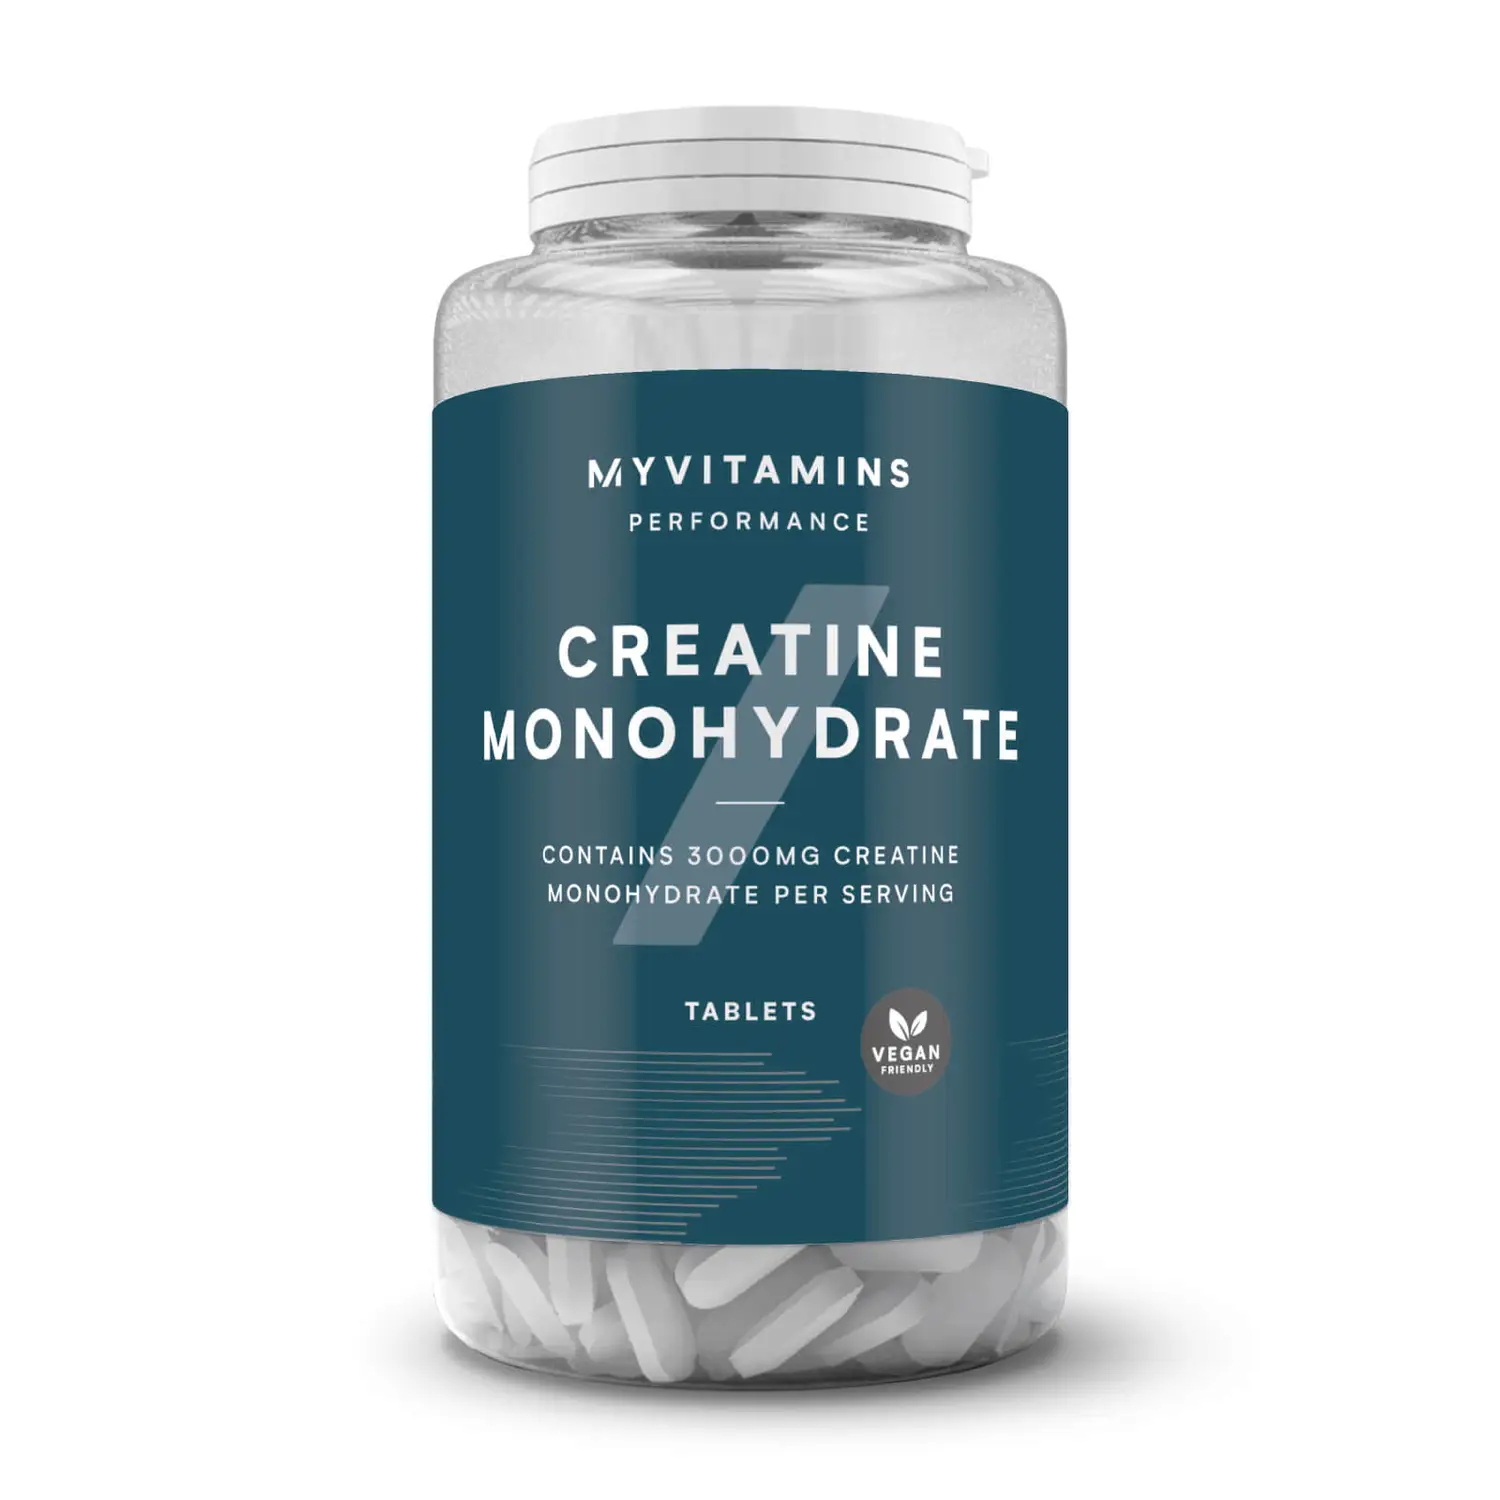 MYVITAMINS
PERFORMANCE
CREATINE
MONOHYDRATE
CONTAINS 3000MG CREATINE
MONOHYDRATE PER SERVING
TABLETS
VEGAN
FRIENDLY